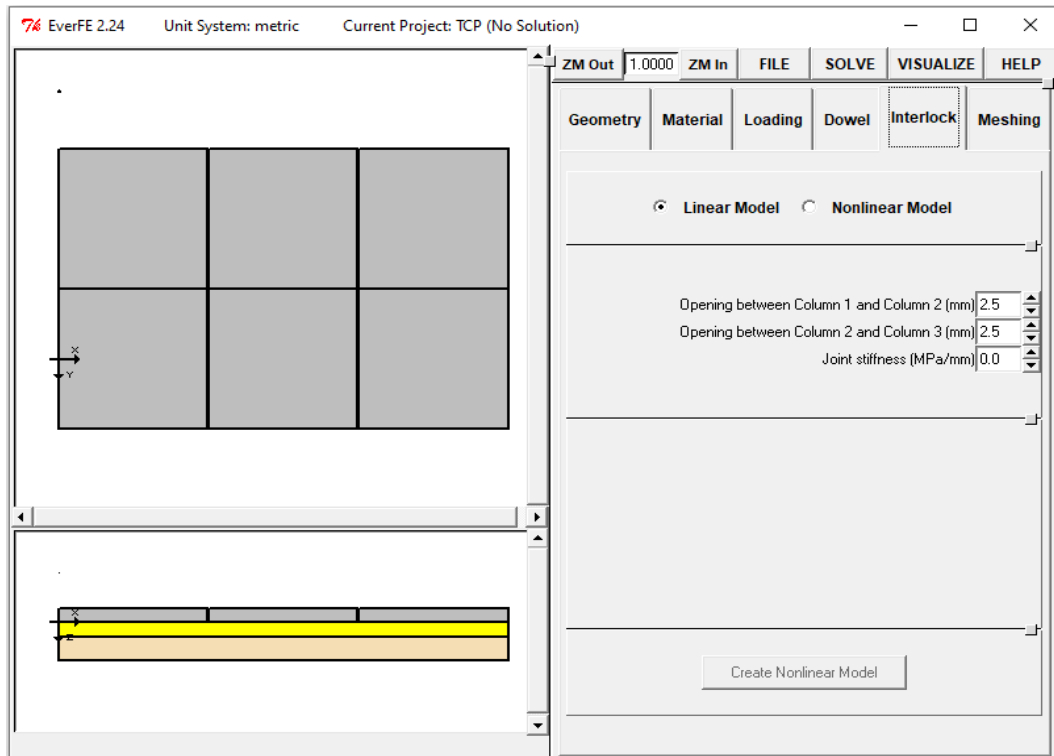 7k EverFE 2.24 Unit System: metric Current Project: TCP (No Solution)
ZM Out 1.0000 ZM In FILE SOLVE VISUALIZE HELP
Geometry Material Loading Dowel Interlock Meshing
Linear Model Nonlinear Model
Opening between Column 1 and Column 2 (mm) 2.5
Opening between Column 2 and Column 3 (mm) 2.5
Joint stiffness (MPa/mm) 0.0
X
Y
X
Z
Create Nonlinear Model